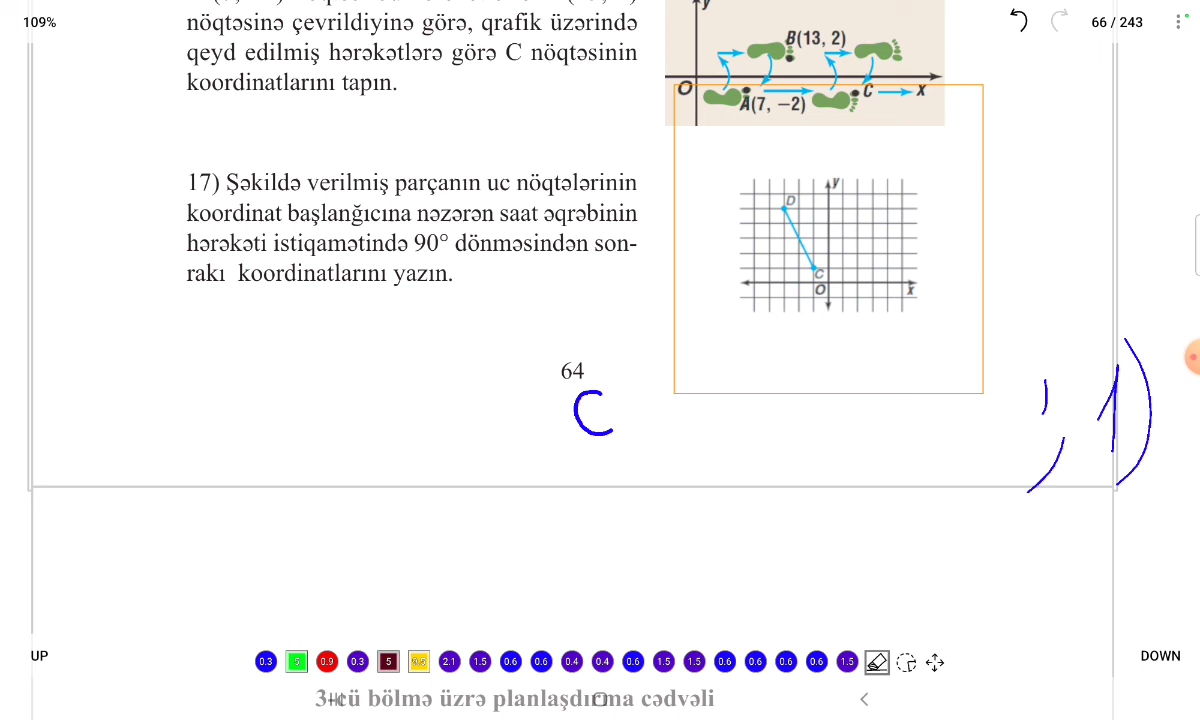 109%
66 / 243
nöqtəsinə çevrildiyinə görə, qrafik üzərində
qeyd edilmiş hərəkətlərə görə C nöqtəsinin
koordinatlarını tapın.
y
B(13, 2)
O
A(7, −2)
C
x
17) Şəkildə verilmiş parçanın uc nöqtələrinin
koordinat başlanğıcına nəzərən saat əqrəbinin
hərəkəti istiqamətində 90° dönməsindən son-
rakı koordinatlarını yazın.
y
D
C
O
x
64
C
; 1)
UP
0.3 5 0.9 0.3 5 9.5 2.1 1.5 0.6 0.6 0.4 0.4 0.6 1.5 1.5 0.6 0.6 0.6 0.6 1.5
DOWN
3-cü bölmə üzrə planlaşdırma cədvəli